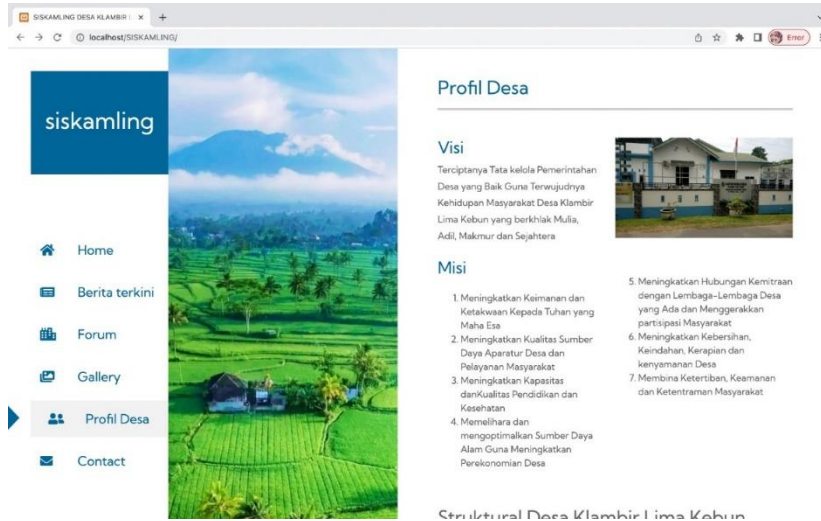 SISKAMLING DESA KLAMBIR
localhost/SISKAMLING/
Error
siskamling
Home
Berita terkini
Forum
Gallery
Profil Desa
Contact
Profil Desa
Visi
Terciptanya Tata kelola Pemerintahan
Desa yang Baik Guna Terwujudnya
Kehidupan Masyarakat Desa Klambir
Lima Kebun yang berkhlak Mulia,
Adil, Makmur dan Sejahtera
Misi
1. Meningkatkan Keimanan dan
Ketakwaan Kepada Tuhan yang
Maha Esa
2. Meningkatkan Kualitas Sumber
Daya Aparatur Desa dan
Pelayanan Masyarakat
3. Meningkatkan Kapasitas
danKualitas Pendidikan dan
Kesehatan
4. Memelihara dan
mengoptimalkan Sumber Daya
Alam Guna Meningkatkan
Perekonomian Desa
5. Meningkatkan Hubungan Kemitraan
dengan Lembaga-Lembaga Desa
yang Ada dan Menggerakkan
partisipasi Masyarakat
6. Meningkatkan Kebersihan,
Keindahan, Kerapian dan
kenyamanan Desa
7. Membina Ketertiban, Keamanan
dan Ketentraman Masyarakat
Struktural Desa Klambir Lima Kebun